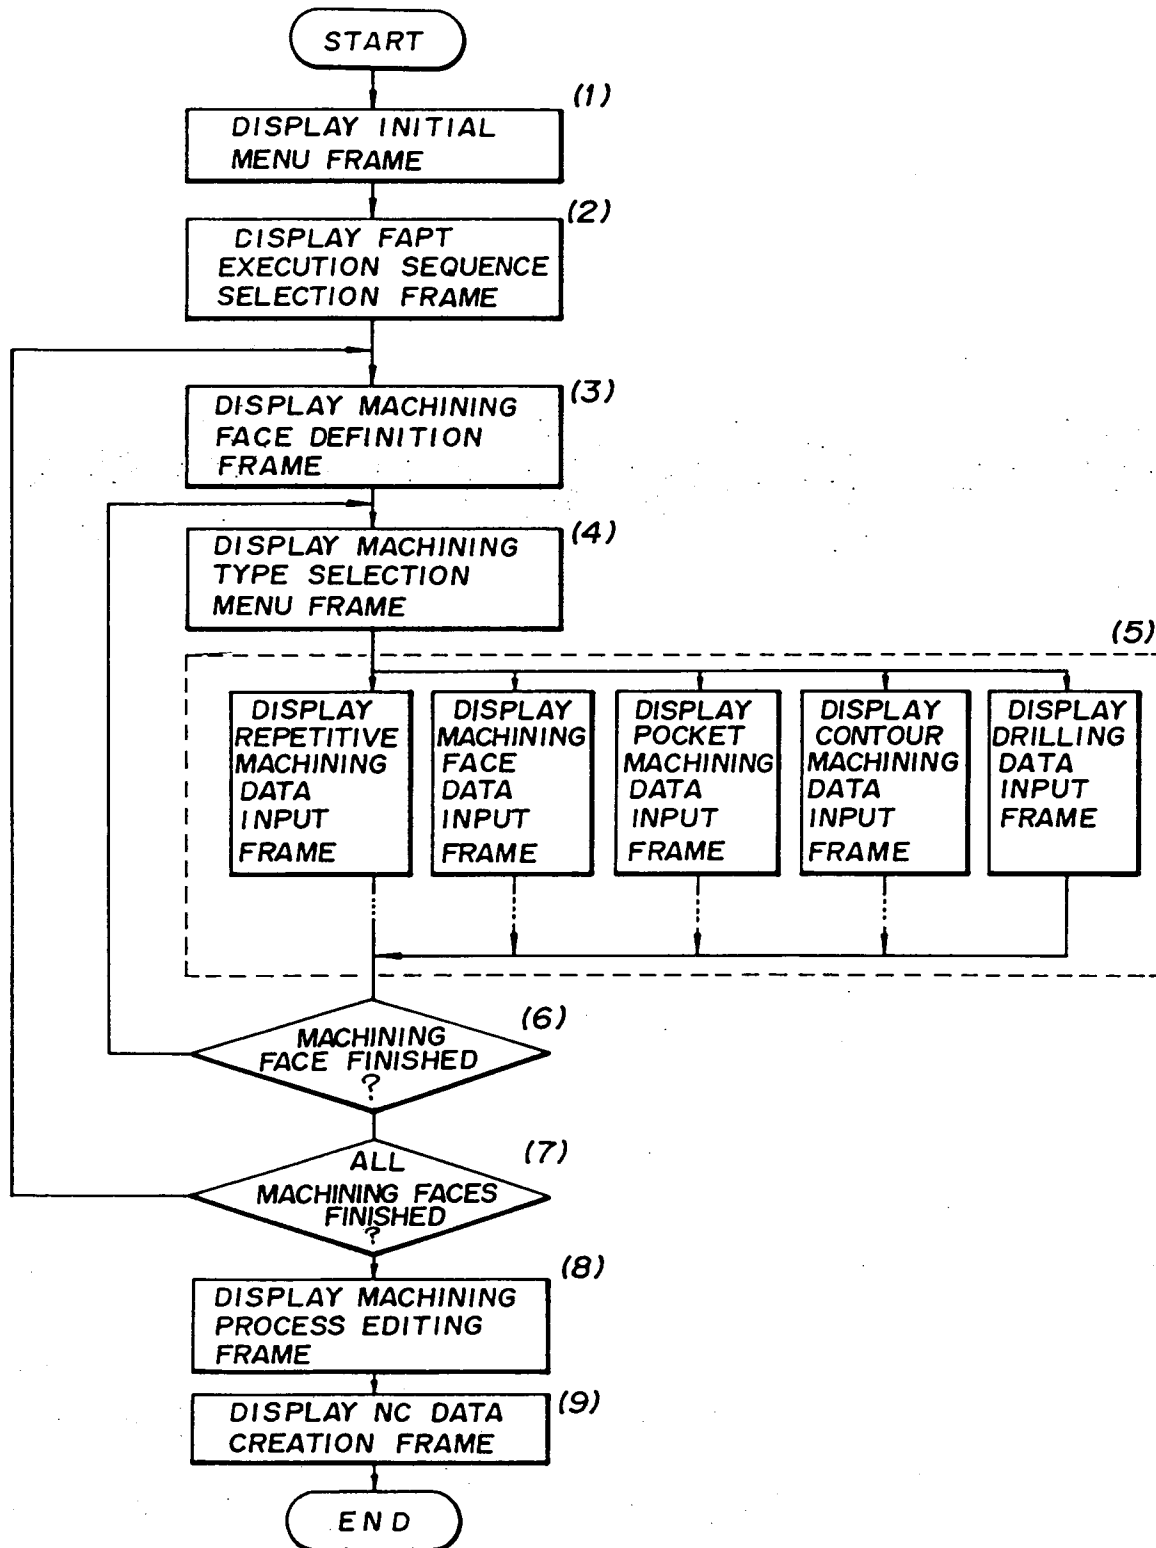 START
(1)
DISPLAY INITIAL
MENU FRAME
(2)
DISPLAY FAPT
EXECUTION SEQUENCE
SELECTION FRAME
(3)
DISPLAY MACHINING
FACE DEFINITION
FRAME
(4)
DISPLAY MACHINING
TYPE SELECTION
MENU FRAME
(5)
DISPLAY
REPETITIVE
MACHINING
DATA
INPUT
FRAME
DISPLAY
MACHINING
FACE
DATA
INPUT
FRAME
DISPLAY
POCKET
MACHINING
DATA
INPUT
FRAME
DISPLAY
CONTOUR
MACHINING
DATA
INPUT
FRAME
DISPLAY
DRILLING
DATA
INPUT
FRAME
(6)
MACHINING
FACE FINISHED
?
(7)
ALL
MACHINING FACES
FINISHED
?
(8)
DISPLAY MACHINING
PROCESS EDITING
FRAME
(9)
DISPLAY NC DATA
CREATION FRAME
END